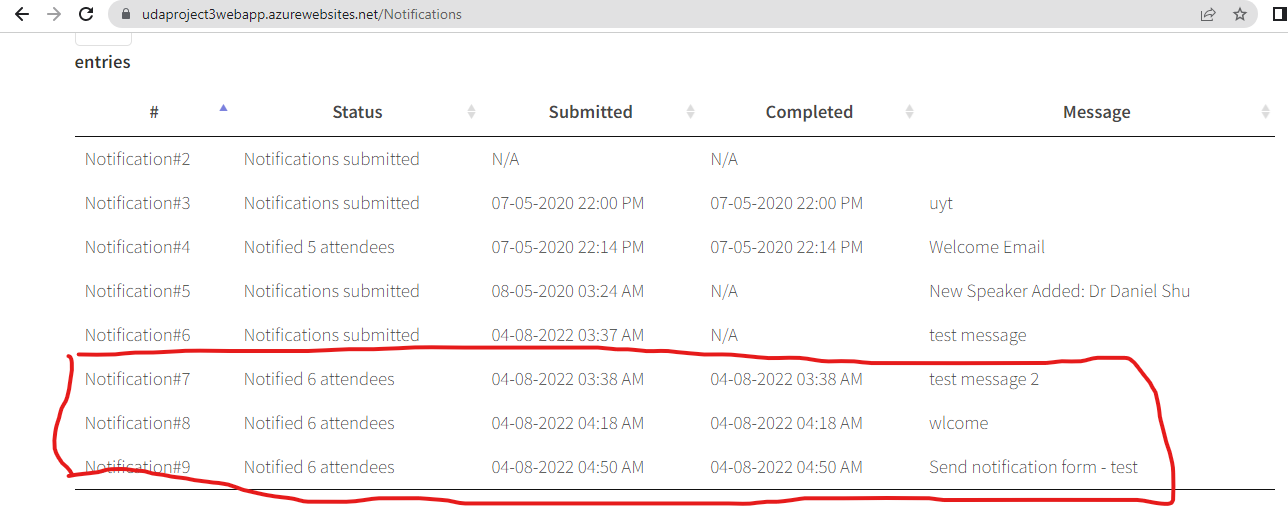 udaproject3webapp.azurewebsites.net/Notifications
entries
# Status Submitted Completed Message
Notification#2 Notifications submitted N/A N/A
Notification#3 Notifications submitted 07-05-2020 22:00 PM 07-05-2020 22:00 PM uyt
Notification#4 Notified 5 attendees 07-05-2020 22:14 PM 07-05-2020 22:14 PM Welcome Email
Notification#5 Notifications submitted 08-05-2020 03:24 AM N/A New Speaker Added: Dr Daniel Shu
Notification#6 Notifications submitted 04-08-2022 03:37 AM N/A test message
Notification#7 Notified 6 attendees 04-08-2022 03:38 AM 04-08-2022 03:38 AM test message 2
Notification#8 Notified 6 attendees 04-08-2022 04:18 AM 04-08-2022 04:18 AM wlcome
Notification#9 Notified 6 attendees 04-08-2022 04:50 AM 04-08-2022 04:50 AM Send notification form - test